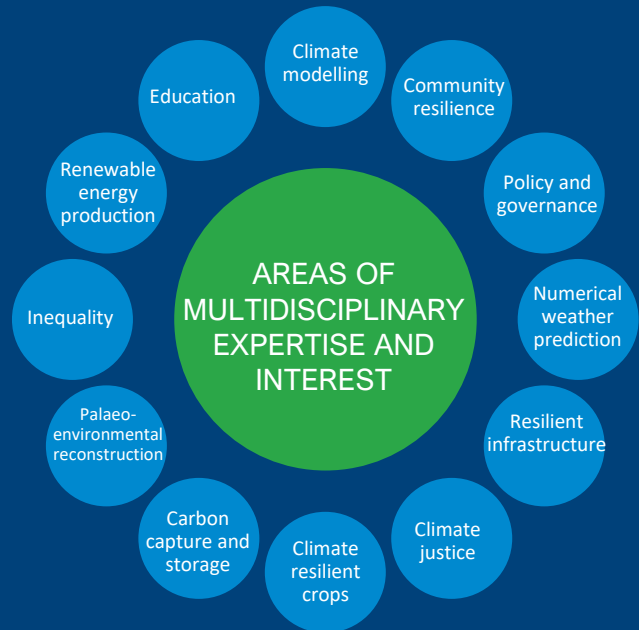 Climate
modelling
Community
resilience
Policy and
governance
Numerical
weather
prediction
Resilient
infrastructure
Climate
justice
Climate
resilient
crops
Carbon
capture and
storage
Palaeo-
environmental
reconstruction
Inequality
Renewable
energy
production
Education
AREAS OF
MULTIDISCIPLINARY
EXPERTISE AND
INTEREST